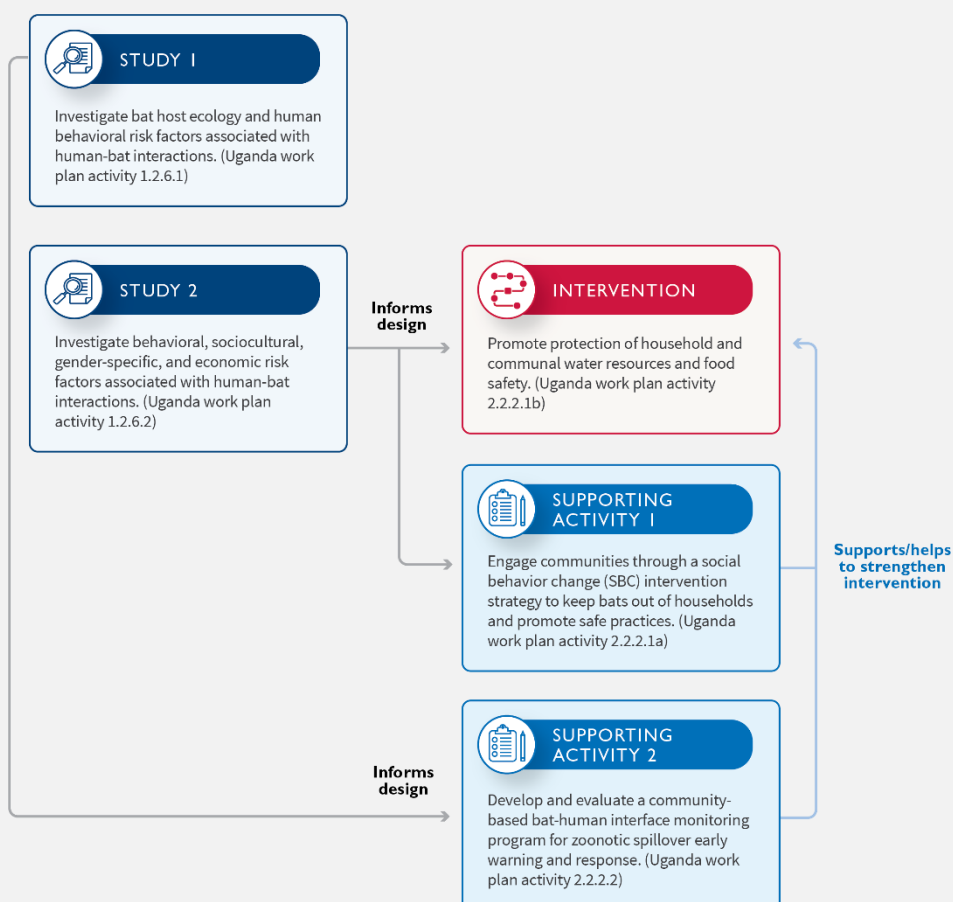 STUDY 1
Investigate bat host ecology and human
behavioral risk factors associated with
human-bat interactions. (Uganda work
plan activity 1.2.6.1)
STUDY 2
Investigate behavioral, sociocultural,
gender-specific, and economic risk
factors associated with human-bat
interactions. (Uganda work plan
activity 1.2.6.2)
Informs
design
INTERVENTION
Promote protection of household and
communal water resources and food
safety. (Uganda work plan activity
2.2.2.1b)
SUPPORTING
ACTIVITY 1
Engage communities through a social
behavior change (SBC) intervention
strategy to keep bats out of households
and promote safe practices. (Uganda
work plan activity 2.2.2.1a)
Supports/helps
to strengthen
intervention
Informs
design
SUPPORTING
ACTIVITY 2
Develop and evaluate a community-
based bat-human interface monitoring
program for zoonotic spillover early
warning and response. (Uganda work
plan activity 2.2.2.2)